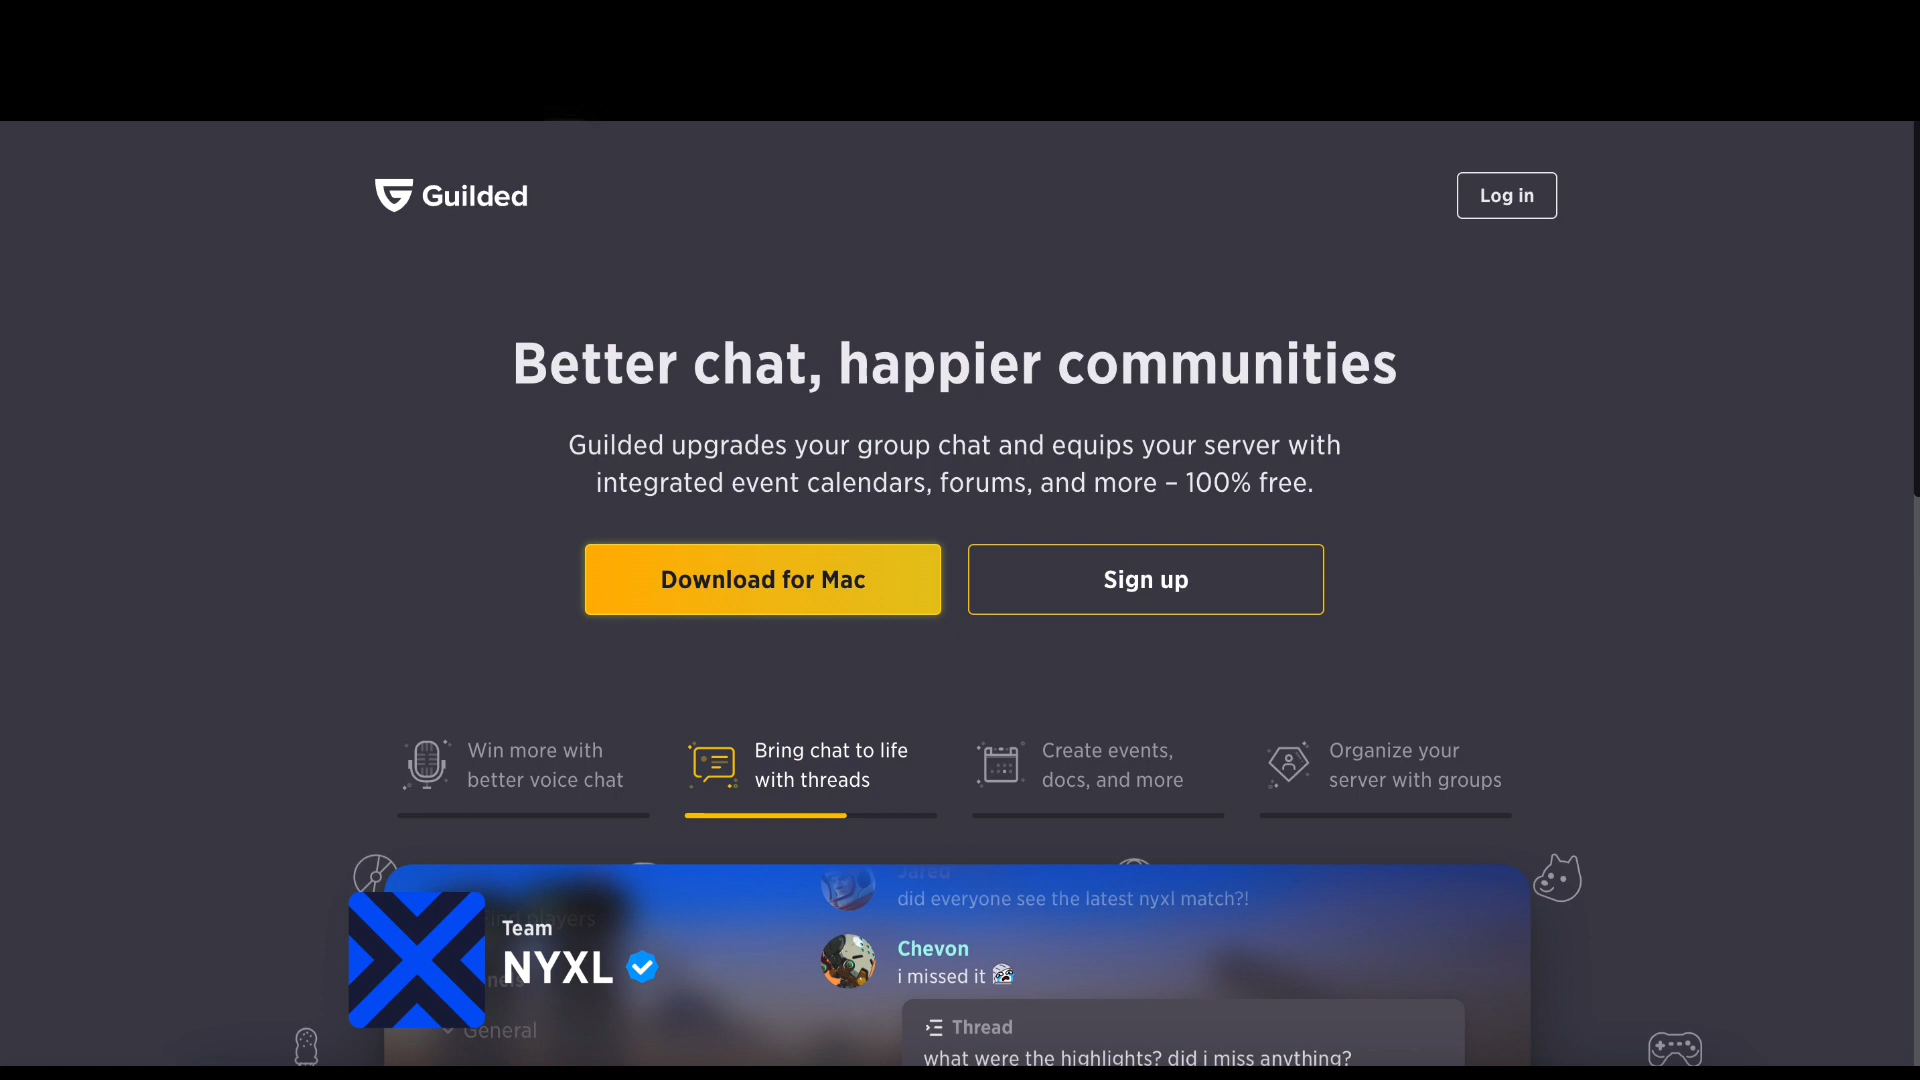 Guilded
Log in
Better chat, happier communities
Guilded upgrades your group chat and equips your server with
integrated event calendars, forums, and more – 100% free.
Download for Mac
Sign up
Win more with
better voice chat
Bring chat to life
with threads
Create events,
docs, and more
Organize your
server with groups
Jared
did everyone see the latest nyxl match?!
players
Team
NYXL
Chevon
i missed it
General
Thread
what were the highlights? did i miss anything?